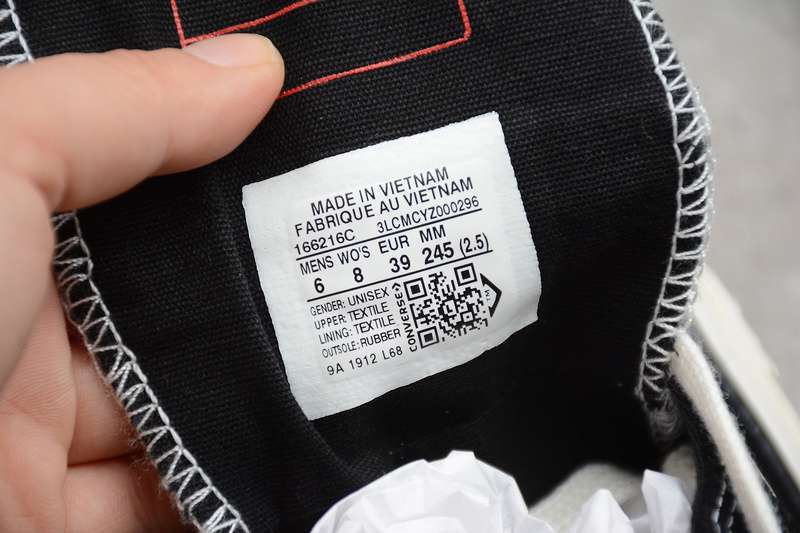 MADE IN VIETNAM
FABRIQUE AU VIETNAM
166216C 3LCMCYZ000296
MENS WO'S EUR MM
6 8 39 245 (2.5)
GENDER: UNISEX
UPPER: TEXTILE
LINING: TEXTILE
OUTSOLE: RUBBER
9A 1912 L68
CONVERSE
TM